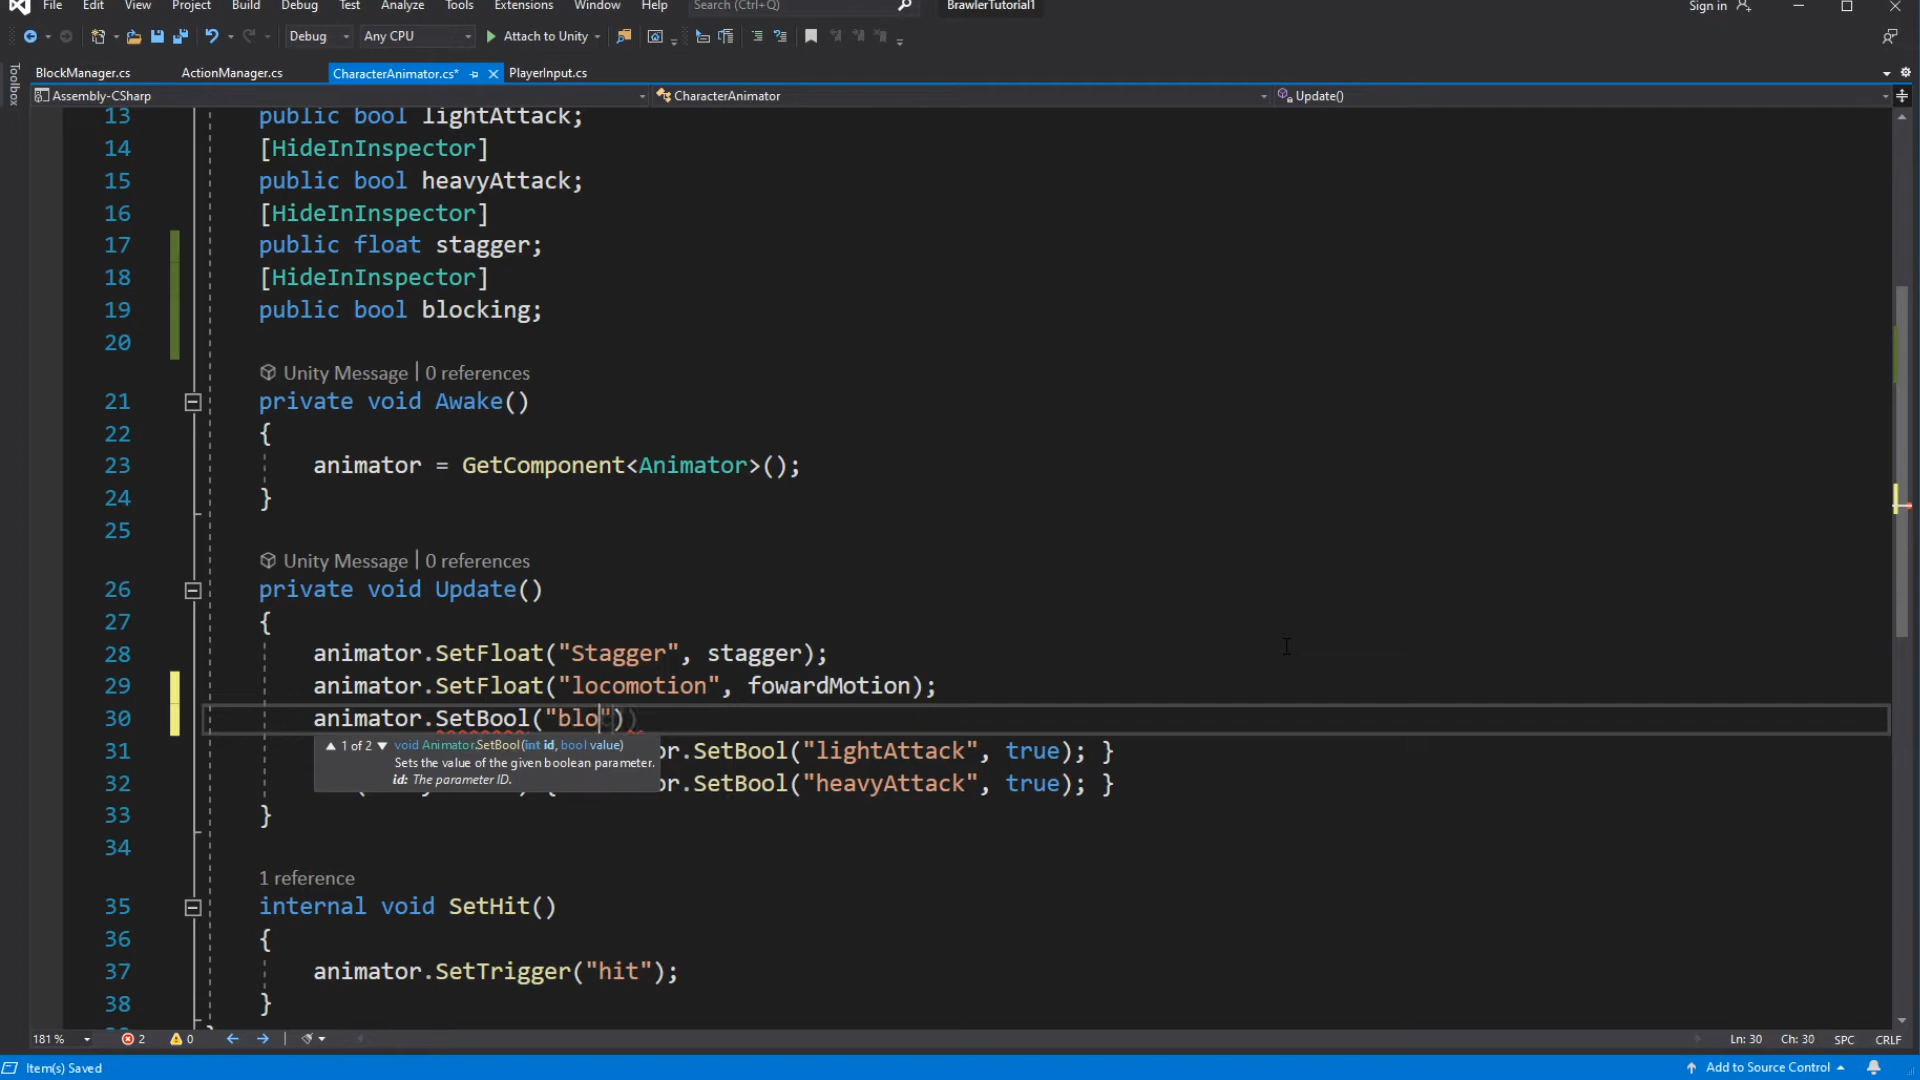 File Edit View Project Build Debug Test Analyze Tools Extensions Window Help Search (Ctrl+Q) BrawlerTutorial1 Sign in
Debug Any CPU Attach to Unity
BlockManager.cs ActionManager.cs CharacterAnimator.cs* PlayerInput.cs
Toolbox
Assembly-CSharp CharacterAnimator Update()
13 public bool lightAttack;
14 [HideInInspector]
15 public bool heavyAttack;
16 [HideInInspector]
17 public float stagger;
18 [HideInInspector]
19 public bool blocking;
20
Unity Message | 0 references
21 private void Awake()
22 {
23 animator = GetComponent<Animator>();
24 }
25
Unity Message | 0 references
26 private void Update()
27 {
28 animator.SetFloat("Stagger", stagger);
29 animator.SetFloat("locomotion", fowardMotion);
30 animator.SetBool("blo"))
1 of 2 void Animator.SetBool(int id, bool value)
Sets the value of the given boolean parameter.
id: The parameter ID.
31 or.SetBool("lightAttack", true); }
32 or.SetBool("heavyAttack", true); }
33 }
34
1 reference
35 internal void SetHit()
36 {
37 animator.SetTrigger("hit");
38 }
181 % 2 0 Ln: 30 Ch: 30 SPC CRLF
Item(s) Saved Add to Source Control